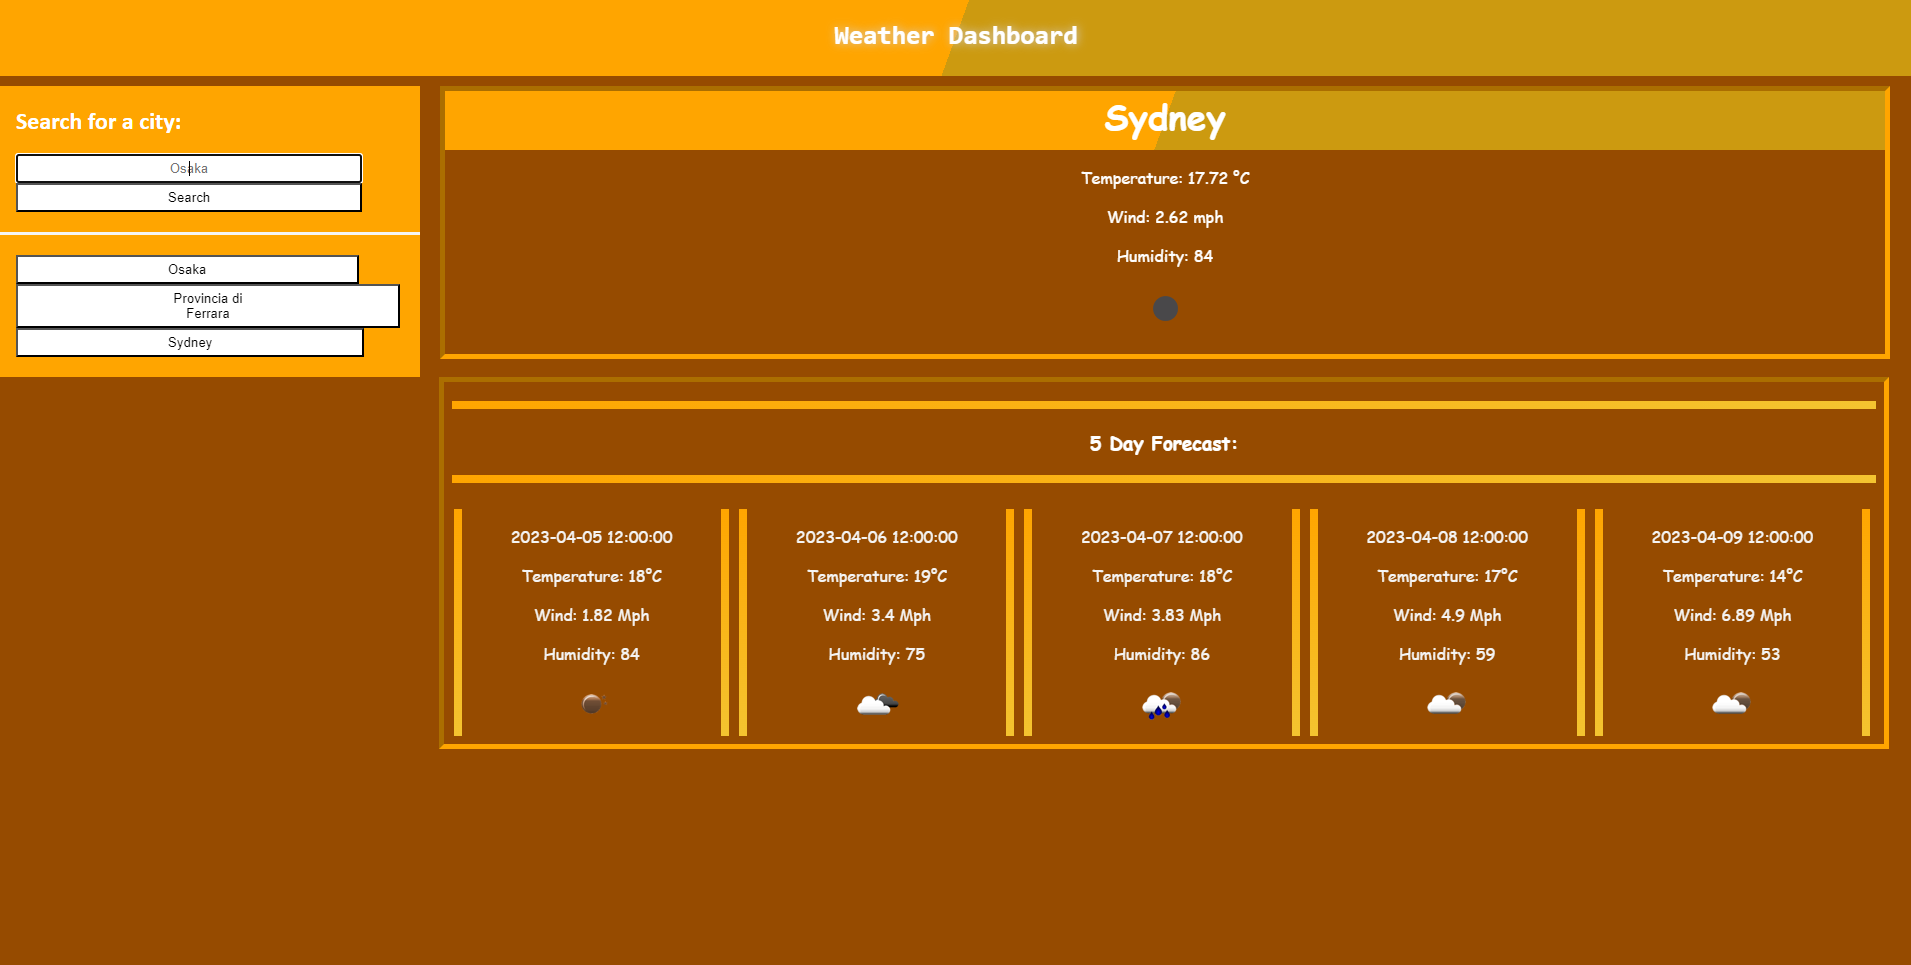 Weather Dashboard
Search for a city:
Osaka
Search
Osaka
Provincia di
Ferrara
Sydney
Sydney
Temperature: 17.72 °C
Wind: 2.62 mph
Humidity: 84
5 Day Forecast:
2023-04-05 12:00:00
Temperature: 18°C
Wind: 1.82 Mph
Humidity: 84
2023-04-06 12:00:00
Temperature: 19°C
Wind: 3.4 Mph
Humidity: 75
2023-04-07 12:00:00
Temperature: 18°C
Wind: 3.83 Mph
Humidity: 86
2023-04-08 12:00:00
Temperature: 17°C
Wind: 4.9 Mph
Humidity: 59
2023-04-09 12:00:00
Temperature: 14°C
Wind: 6.89 Mph
Humidity: 53